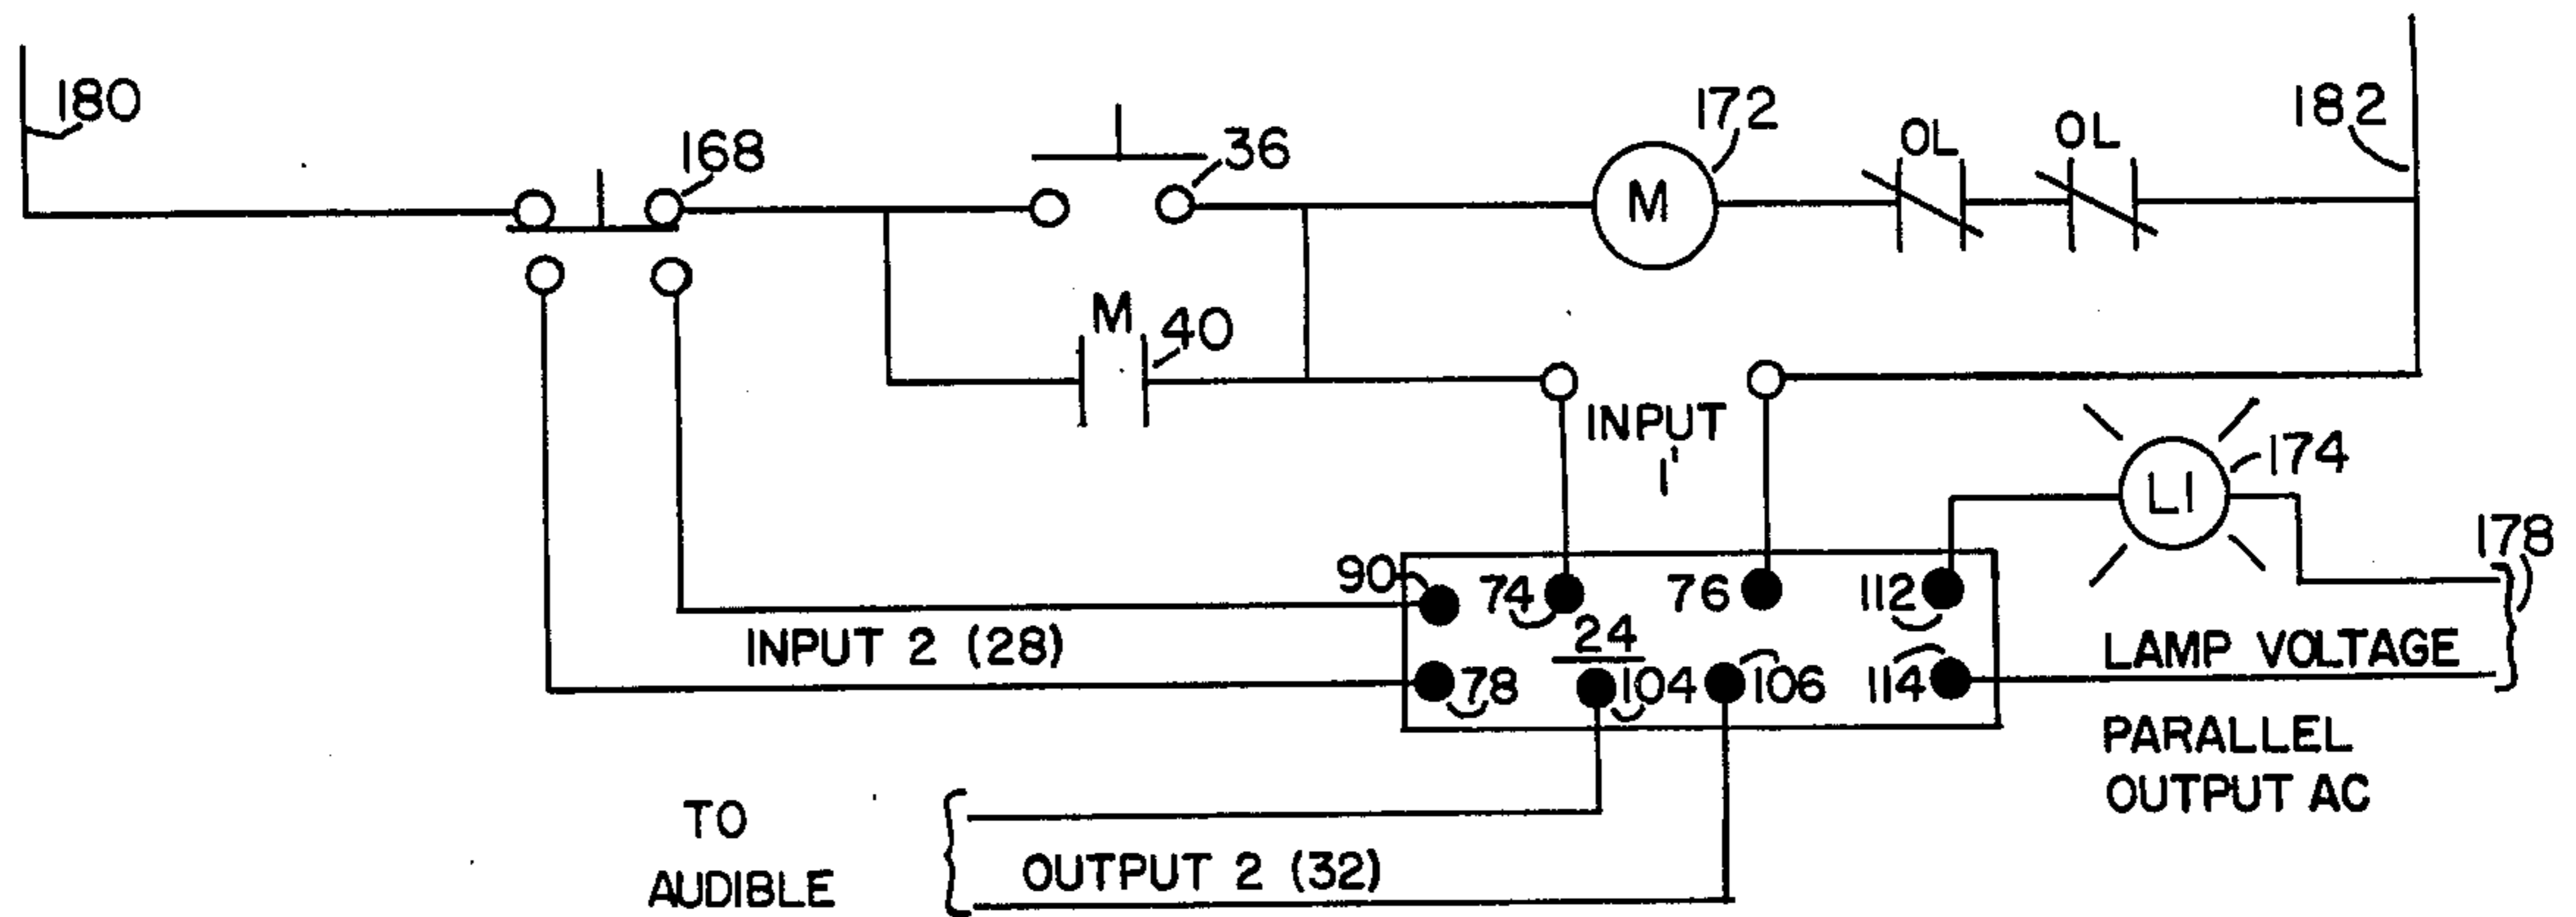 180
168
36
172
OL
OL
182
M
M
40
INPUT
1'
L1
174
178
90
74
76
112
24
INPUT 2 (28)
78
104
106
114
LAMP VOLTAGE
PARALLEL
OUTPUT AC
TO
AUDIBLE
OUTPUT 2 (32)